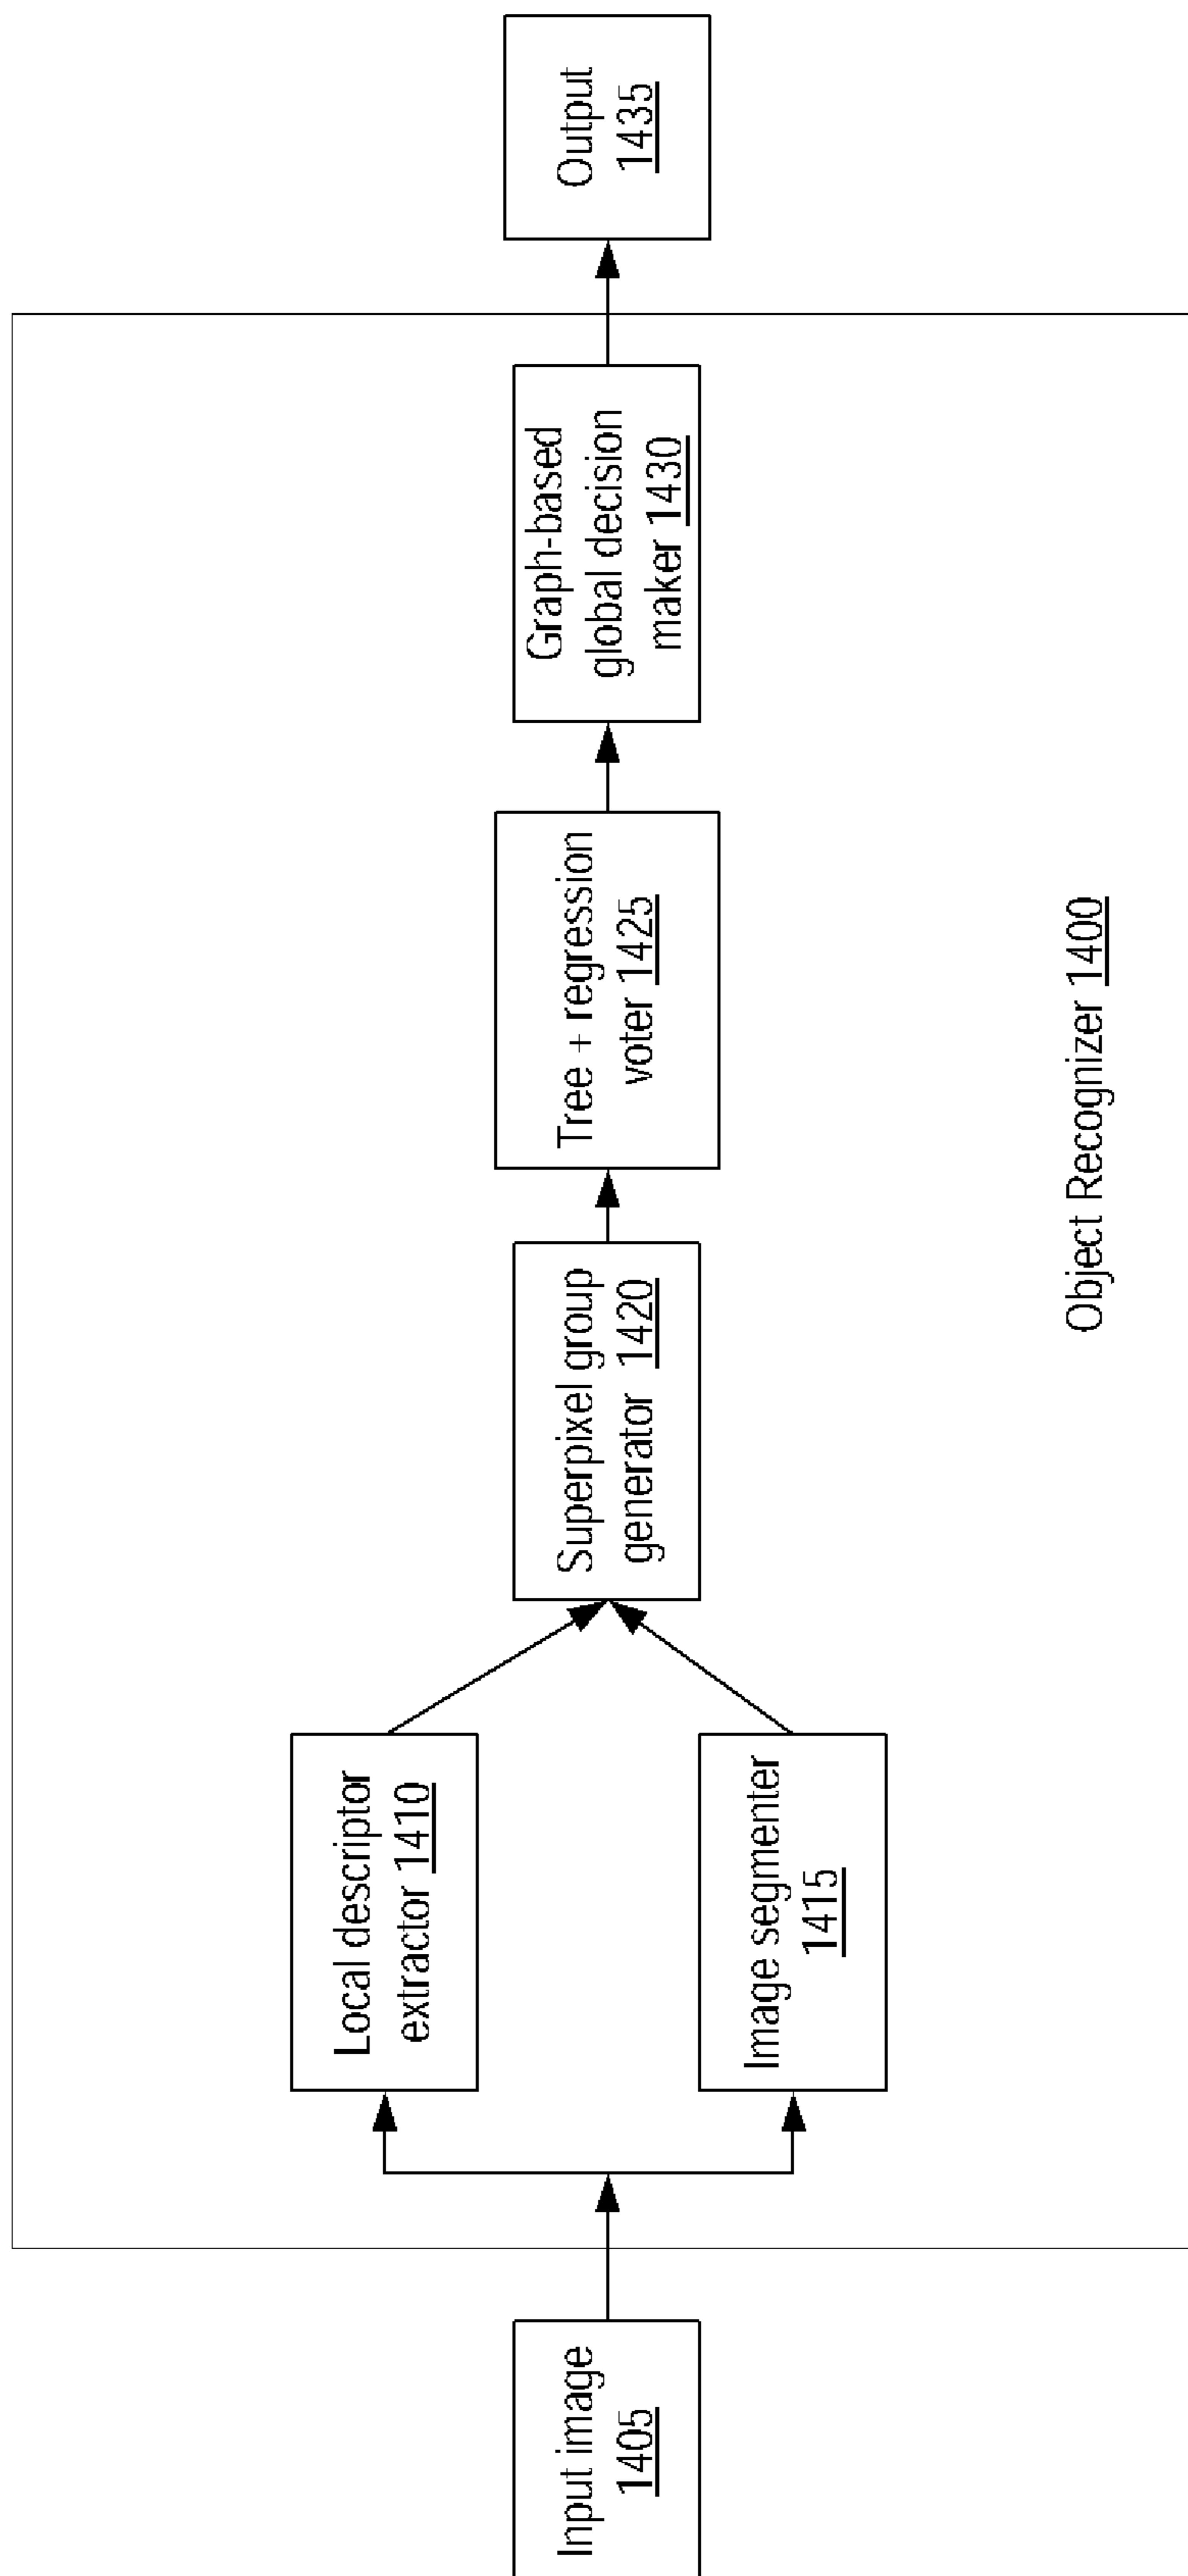 Input image
1405
Local descriptor
extractor 1410
Image segmenter
1415
Superpixel group
generator 1420
Tree + regression
voter 1425
Graph-based
global decision
maker 1430
Output
1435
Object Recognizer 1400